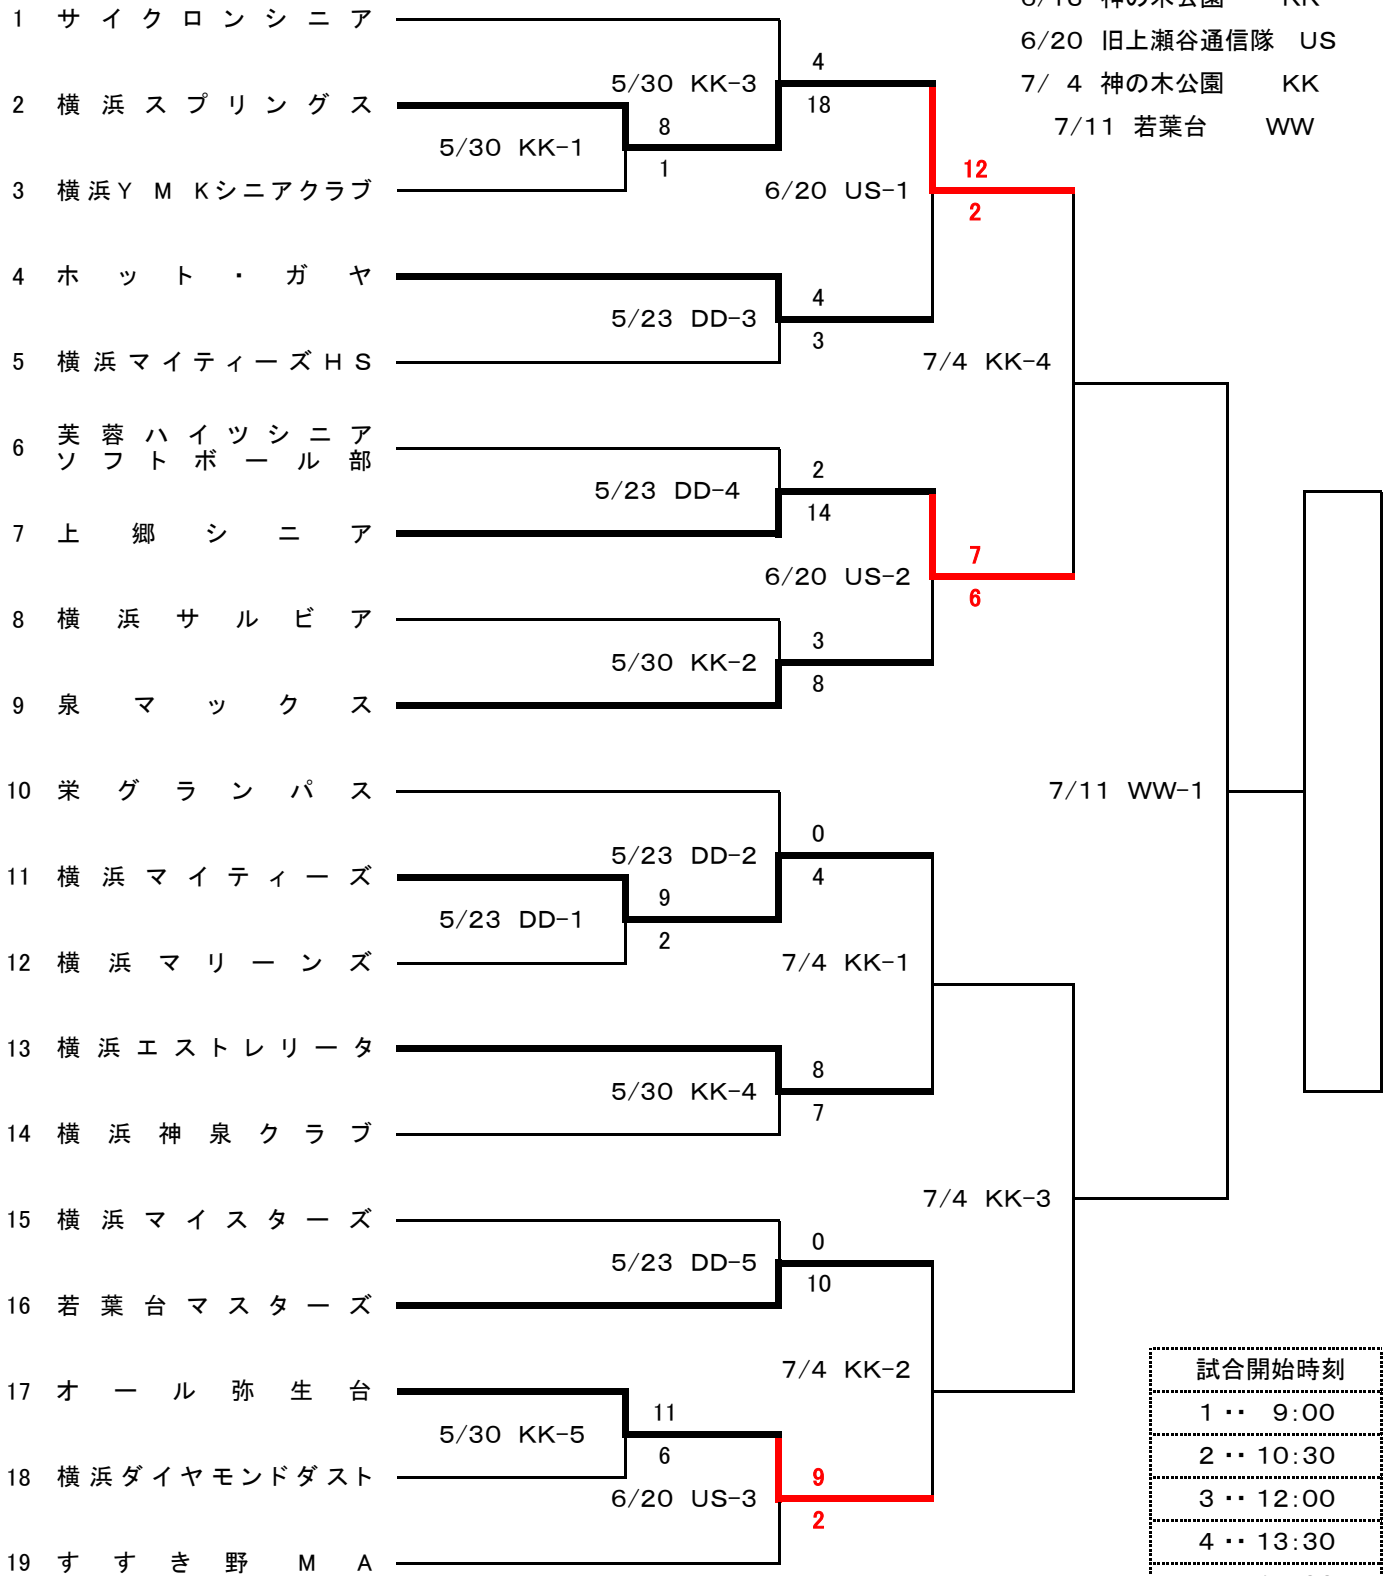 1 サイクロンシニア
6/20 旧上瀬谷通信隊 US
7/ 4 神の木公園 KK
7/11 若葉台 WW
4
5/30 KK-3
18
2 横浜スプリングス
8
5/30 KK-1
1
3 横浜YMKシニアクラブ
12
6/20 US-1
2
4 ホット・ガヤ
4
5/23 DD-3
3
5 横浜マイティーズHS
7/4 KK-4
6 芙蓉ハイツシニア
ソフトボール部
2
5/23 DD-4
14
7 上郷シニア
7
6/20 US-2
6
8 横浜サルビア
3
5/30 KK-2
8
9 泉マックス
10 栄グランパス
7/11 WW-1
0
5/23 DD-2
4
11 横浜マイティーズ
9
5/23 DD-1
2
12 横浜マリーンズ
7/4 KK-1
13 横浜エストレリータ
8
5/30 KK-4
7
14 横浜神泉クラブ
7/4 KK-3
15 横浜マイスターズ
0
5/23 DD-5
10
16 若葉台マスターズ
7/4 KK-2
17 オール弥生台
11
5/30 KK-5
6
18 横浜ダイヤモンドダスト
9
6/20 US-3
2
19 すすき野MA
試合開始時刻
1 ‥ 9:00
2 ‥ 10:30
3 ‥ 12:00
4 ‥ 13:30